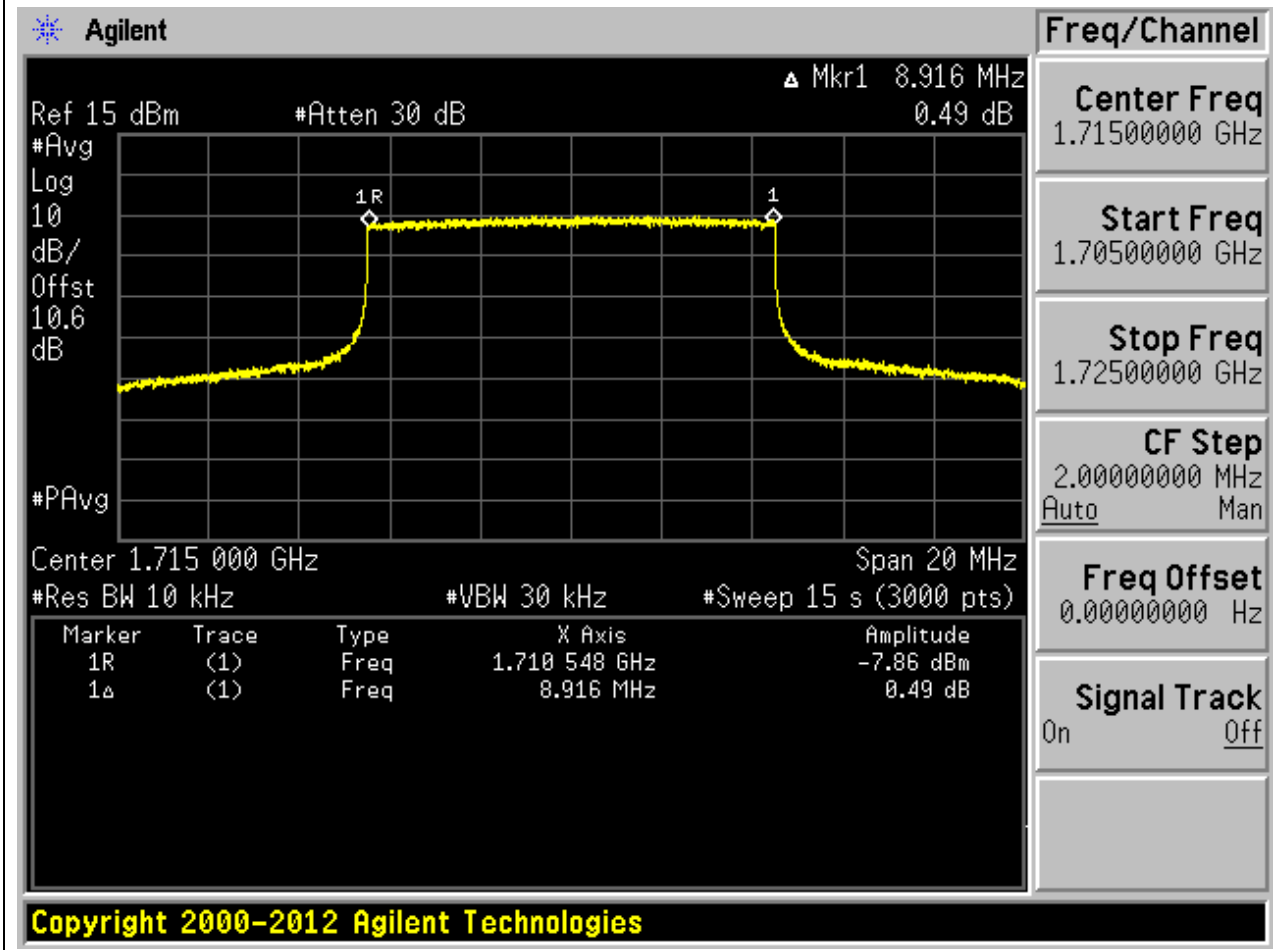 Agilent
Freq/Channel
Δ Mkr1 8.916 MHz
Ref 15 dBm #Atten 30 dB 0.49 dB
#Avg
Log
10
dB/
Offst
10.6
dB
1R
1
#PAvg
Center 1.715 000 GHz Span 20 MHz
#Res BW 10 kHz #VBW 30 kHz #Sweep 15 s (3000 pts)
Marker Trace Type X Axis Amplitude
1R (1) Freq 1.710 548 GHz -7.86 dBm
1Δ (1) Freq 8.916 MHz 0.49 dB
Center Freq
1.71500000 GHz
Start Freq
1.70500000 GHz
Stop Freq
1.72500000 GHz
CF Step
2.00000000 MHz
Auto Man
Freq Offset
0.00000000 Hz
Signal Track
On Off
Copyright 2000-2012 Agilent Technologies